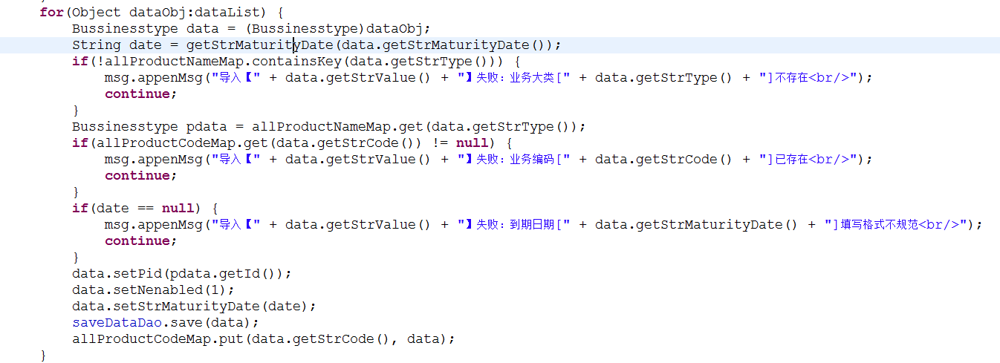 for(Object dataObj:dataList) {
Bussinesstype data = (Bussinesstype)dataObj;
String date = getStrMaturityDate(data.getStrMaturityDate());
if(!allProductNameMap.containsKey(data.getStrType())) {
msg.appenMsg("导入【" + data.getStrValue() + "】失败：业务大类[" + data.getStrType() + "]不存在<br/>");
continue;
}
Bussinesstype pdata = allProductNameMap.get(data.getStrType());
if(allProductCodeMap.get(data.getStrCode()) != null) {
msg.appenMsg("导入【" + data.getStrValue() + "】失败：业务编码[" + data.getStrCode() + "]已存在<br/>");
continue;
}
if(date == null) {
msg.appenMsg("导入【" + data.getStrValue() + "】失败：到期日期[" + data.getStrMaturityDate() + "]填写格式不规范<br/>");
continue;
}
data.setPid(pdata.getId());
data.setNenabled(1);
data.setStrMaturityDate(date);
saveDataDao.save(data);
allProductCodeMap.put(data.getStrCode(), data);
}